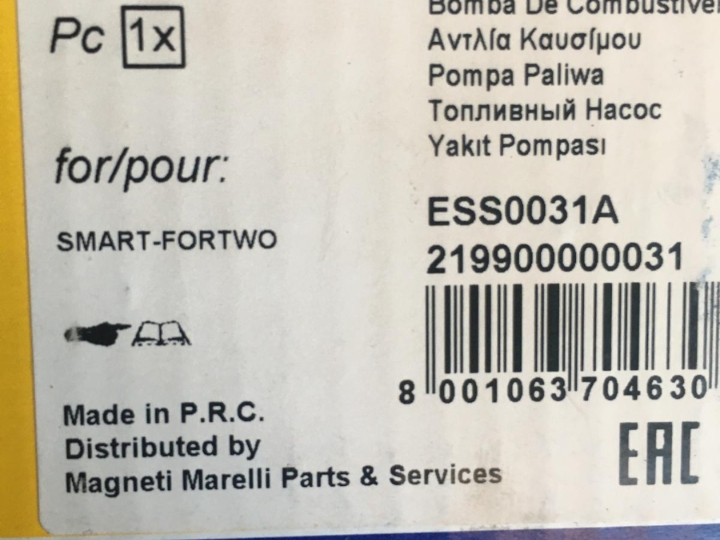 Pc 1x
for/pour:
SMART-FORTWO
Made in P.R.C.
Distributed by
Magneti Marelli Parts & Services
Bomba De Combustível
Αντλία Καυσίμου
Pompa Paliwa
Топливный Насос
Yakıt Pompası
ESS0031A
219900000031
8 001063 704630
EAC